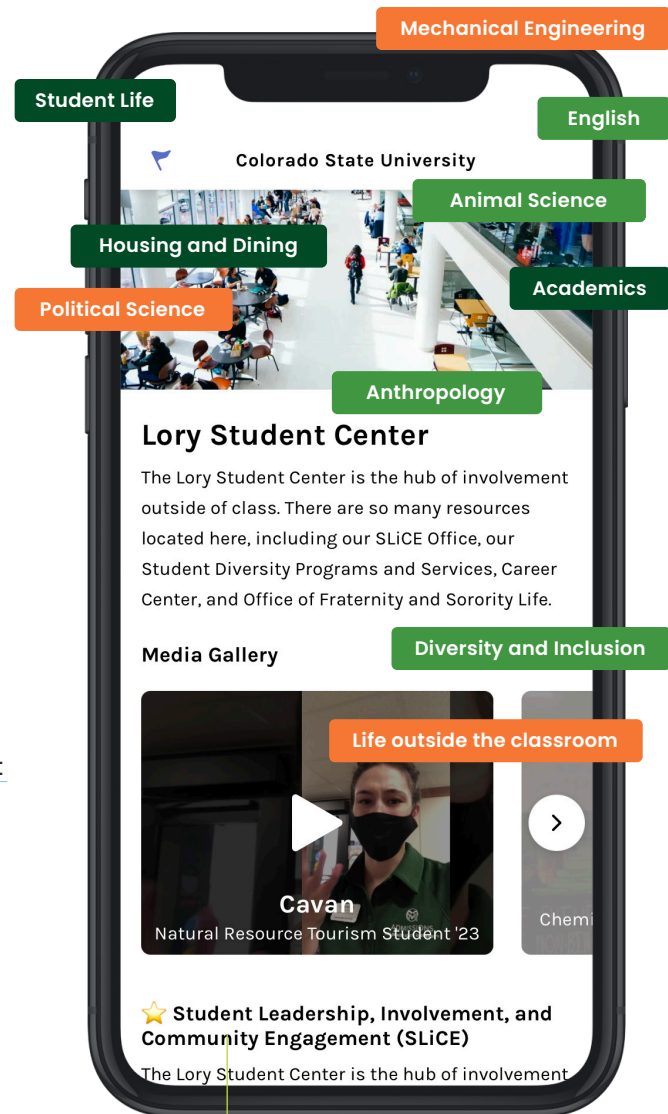 Mechanical Engineering
Student Life
English
Colorado State University
Animal Science
Housing and Dining
Academics
Political Science
Anthropology
Lory Student Center
The Lory Student Center is the hub of involvement
outside of class. There are so many resources
located here, including our SLiCE Office, our
Student Diversity Programs and Services, Career
Center, and Office of Fraternity and Sorority Life.
Diversity and Inclusion
Media Gallery
Life outside the classroom
Cavan
ADMISSIONS
Natural Resource Tourism Student '23
Chemi
⭐ Student Leadership, Involvement, and
Community Engagement (SLiCE)
The Lory Student Center is the hub of involvement